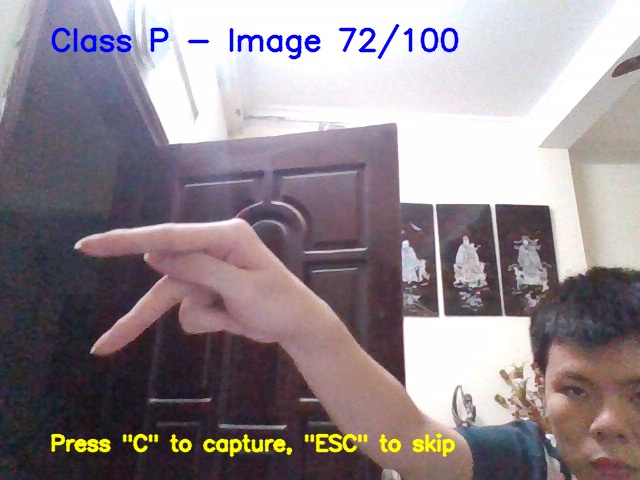 Class P - Image 72/100
Press "C" to capture, "ESC" to skip